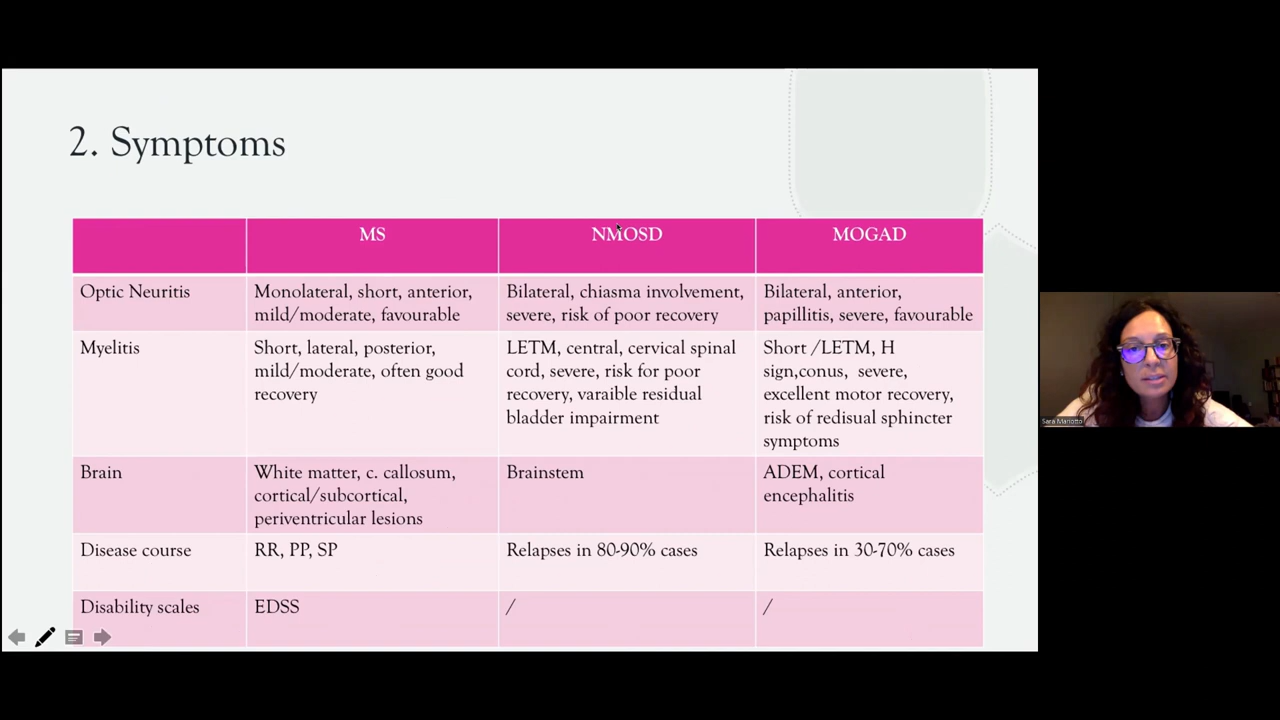 2. Symptoms
MS
NMOSD
MOGAD
Optic Neuritis
Monolateral, short, anterior,
mild/moderate, favourable
Bilateral, chiasma involvement,
severe, risk of poor recovery
Bilateral, anterior,
papillitis, severe, favourable
Myelitis
Short, lateral, posterior,
mild/moderate, often good
recovery
LETM, central, cervical spinal
cord, severe, risk for poor
recovery, varaible residual
bladder impairment
Short /LETM, H
sign,conus, severe,
excellent motor recovery,
risk of redisual sphincter
symptoms
Brain
White matter, c. callosum,
cortical/subcortical,
periventricular lesions
Brainstem
ADEM, cortical
encephalitis
Disease course
RR, PP, SP
Relapses in 80-90% cases
Relapses in 30-70% cases
Disability scales
EDSS
/
/
Sara Mariotto